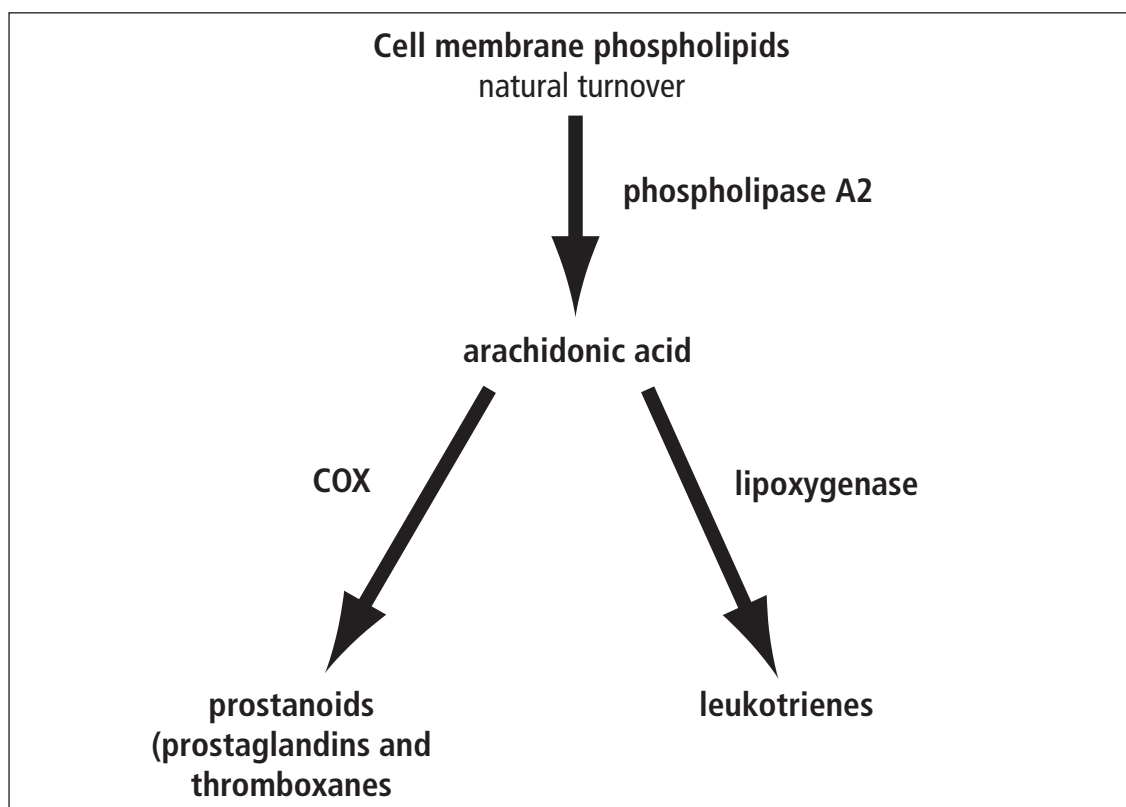 Cell membrane phospholipids
natural turnover
phospholipase A2
arachidonic acid
COX
lipoxygenase
prostanoids
(prostaglandins and
thromboxanes
leukotrienes